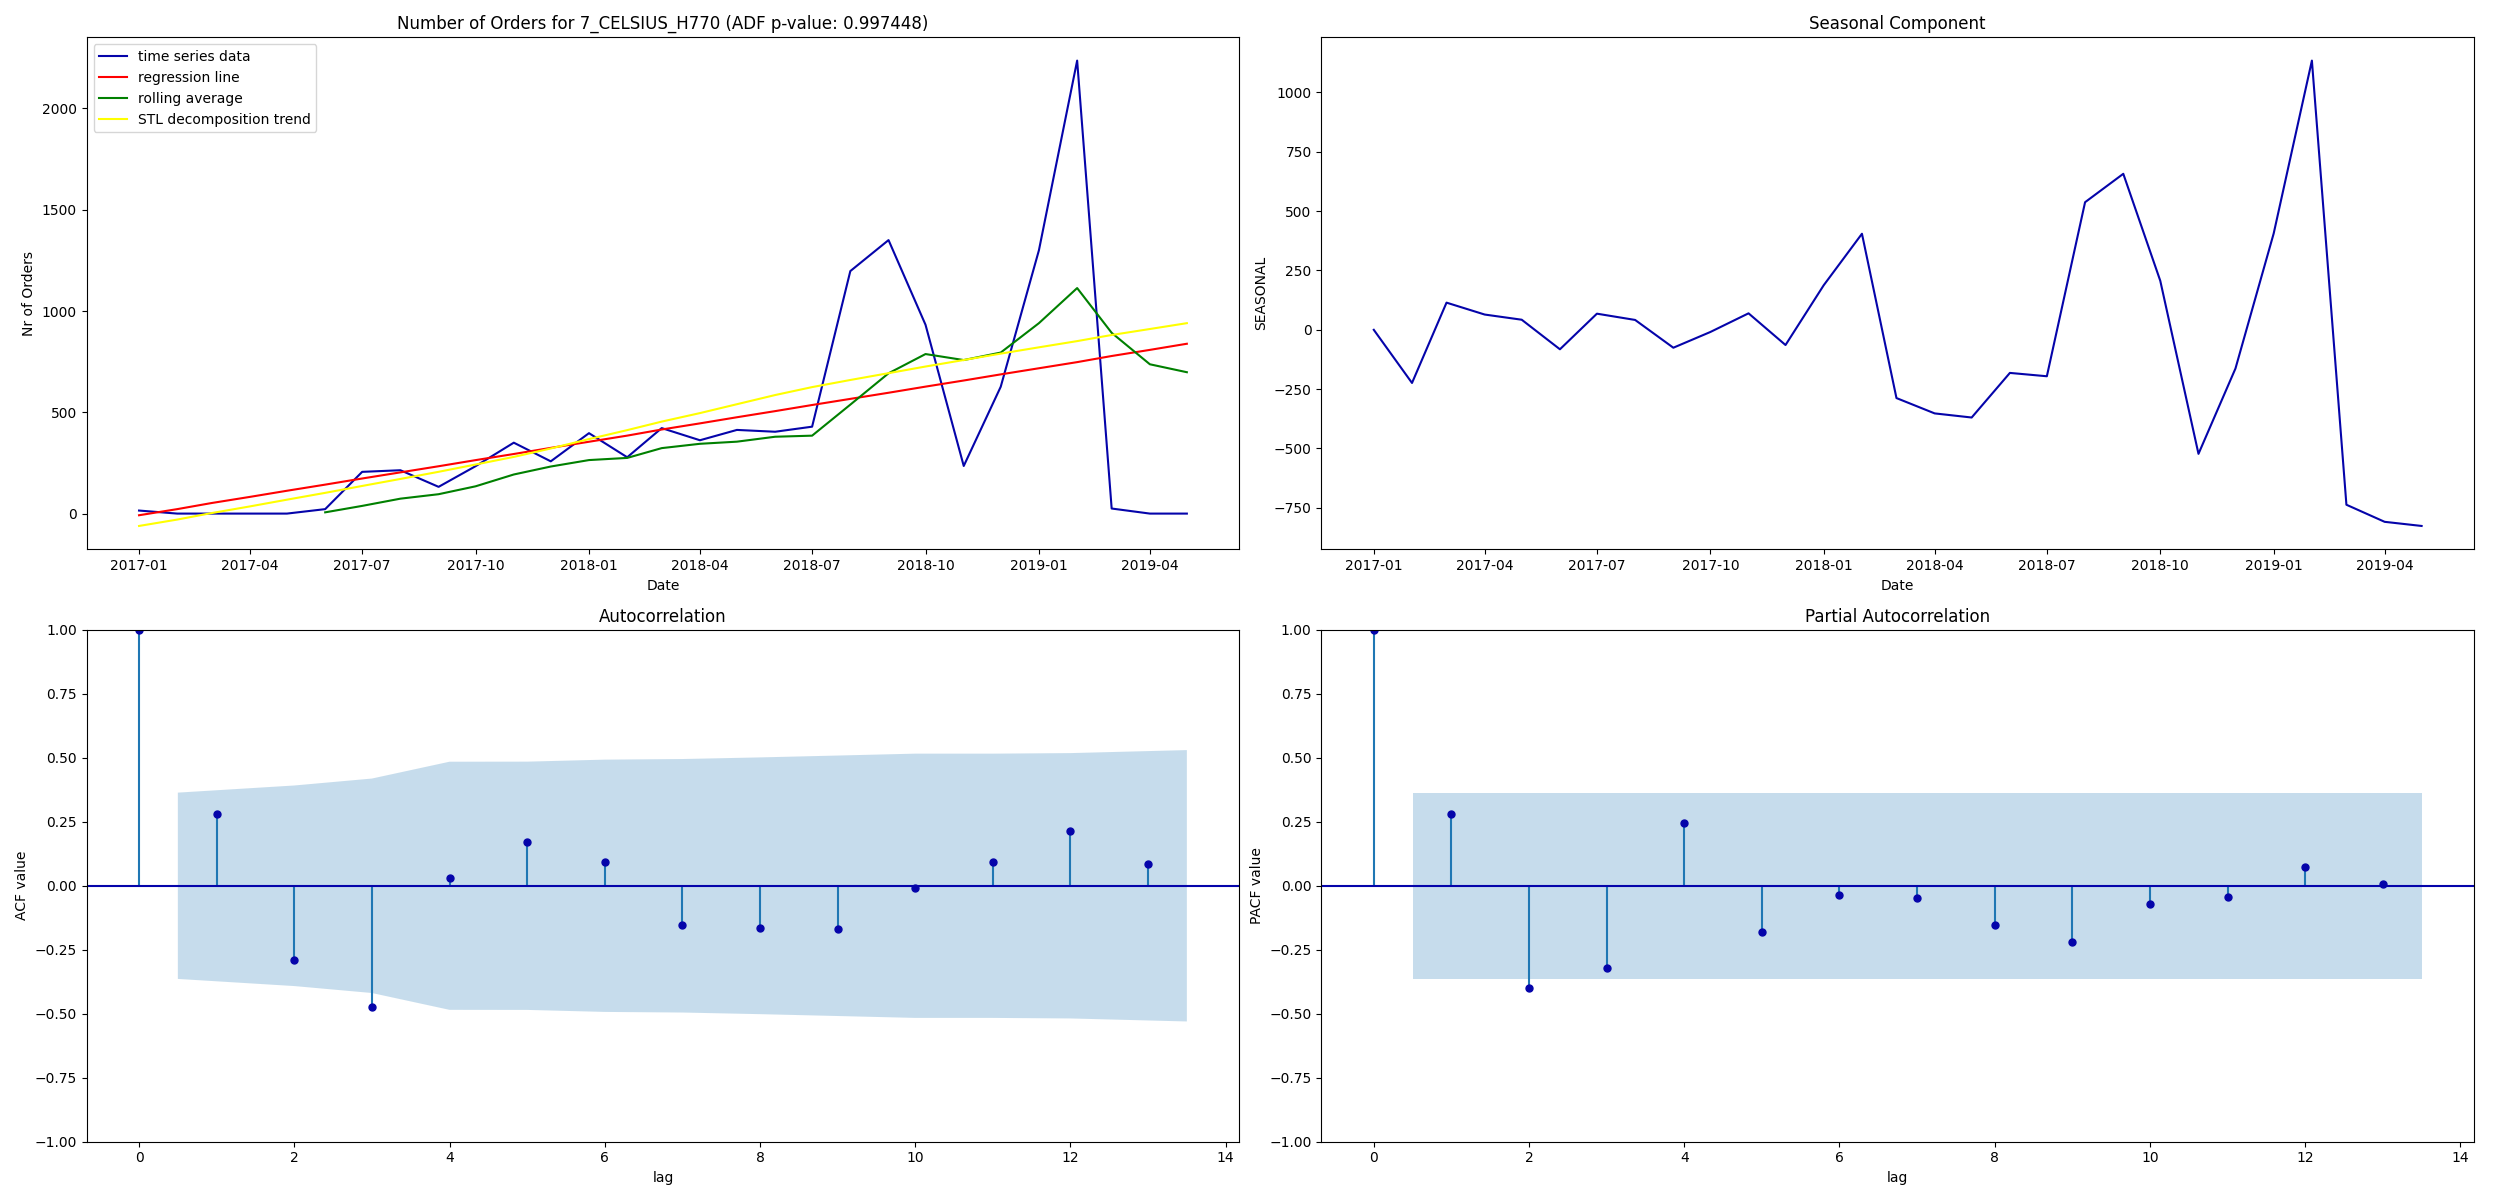 Number of Orders for 7_CELSIUS_H770 (ADF p-value: 0.997448)
time series data
regression line
rolling average
STL decomposition trend
Nr of Orders
2000
1500
1000
500
0
2017-01 2017-04 2017-07 2017-10 2018-01 2018-04 2018-07 2018-10 2019-01 2019-04
Date
Seasonal Component
SEASONAL
1000
750
500
250
0
−250
−500
−750
2017-01 2017-04 2017-07 2017-10 2018-01 2018-04 2018-07 2018-10 2019-01 2019-04
Date
Autocorrelation
ACF value
1.00
0.75
0.50
0.25
0.00
−0.25
−0.50
−0.75
−1.00
0 2 4 6 8 10 12 14
lag
Partial Autocorrelation
PACF value
1.00
0.75
0.50
0.25
0.00
−0.25
−0.50
−0.75
−1.00
0 2 4 6 8 10 12 14
lag